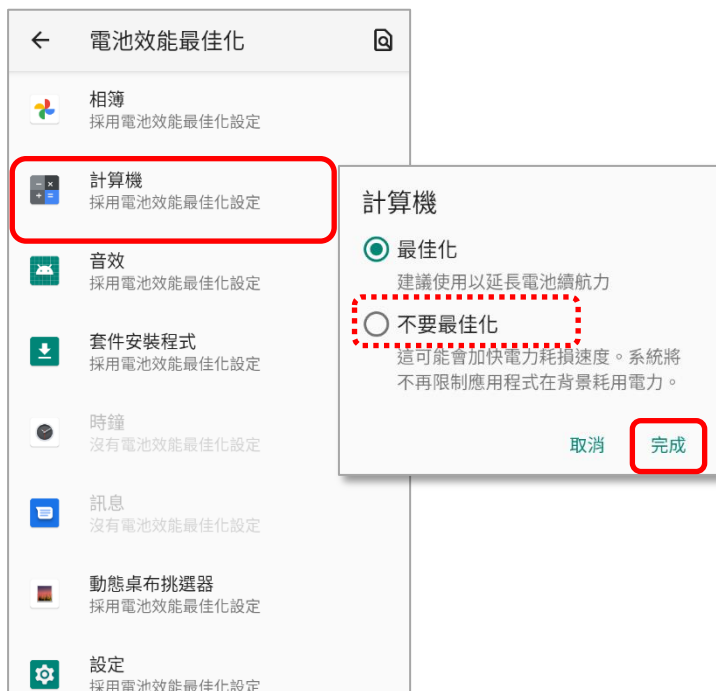 電池效能最佳化
相簿
採用電池效能最佳化設定
計算機
採用電池效能最佳化設定
音效
採用電池效能最佳化設定
套件安裝程式
採用電池效能最佳化設定
時鐘
沒有電池效能最佳化設定
訊息
沒有電池效能最佳化設定
動態桌布挑選器
採用電池效能最佳化設定
設定
採用電池效能最佳化設定
計算機
最佳化
建議使用以延長電池續航力
不要最佳化
這可能會加快電力耗損速度。系統將
不再限制應用程式在背景耗用電力。
取消 完成